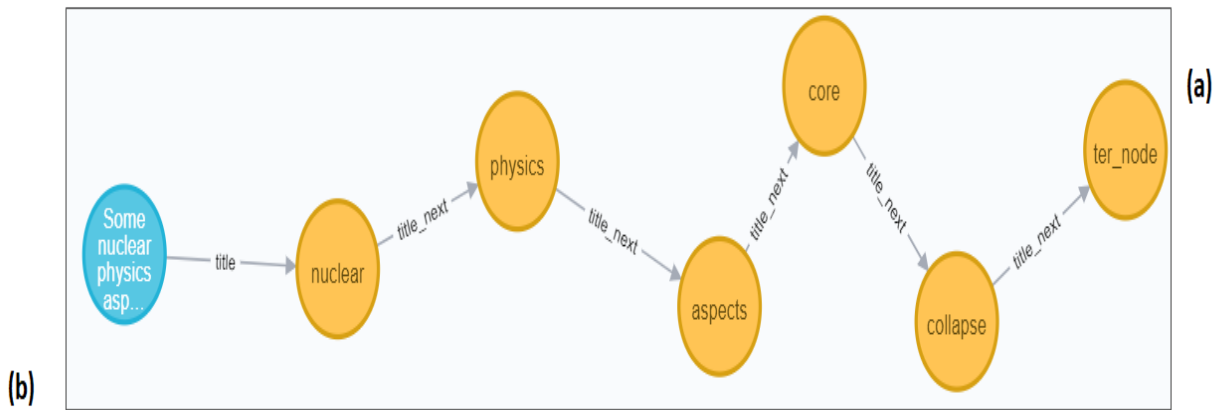 (a)
(b)
Some
nuclear
physics
asp...
title
nuclear
title_next
physics
title_next
aspects
title_next
core
title_next
collapse
title_next
ter_node